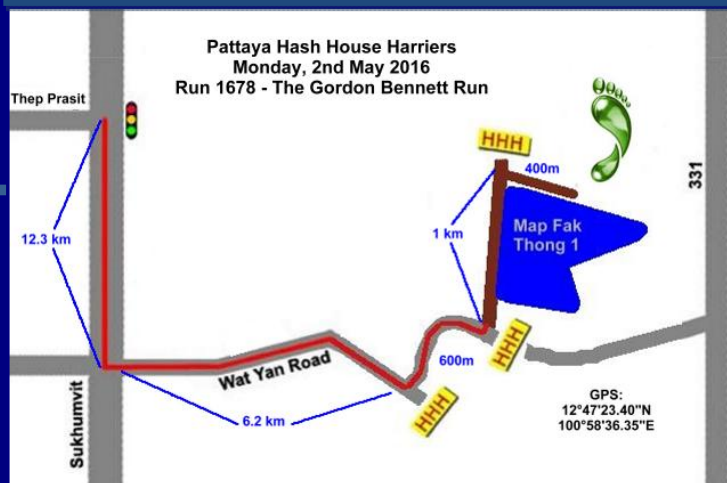 Pattaya Hash House Harriers
Monday, 2nd May 2016
Run 1678 - The Gordon Bennett Run
Thep Prasit
HHH
400m
331
12.3 km
1 km
Map Fak
Thong 1
Wat Yan Road
600m
HHH
HHH
6.2 km
Sukhumvit
GPS:
12°47'23.40"N
100°58'36.35"E